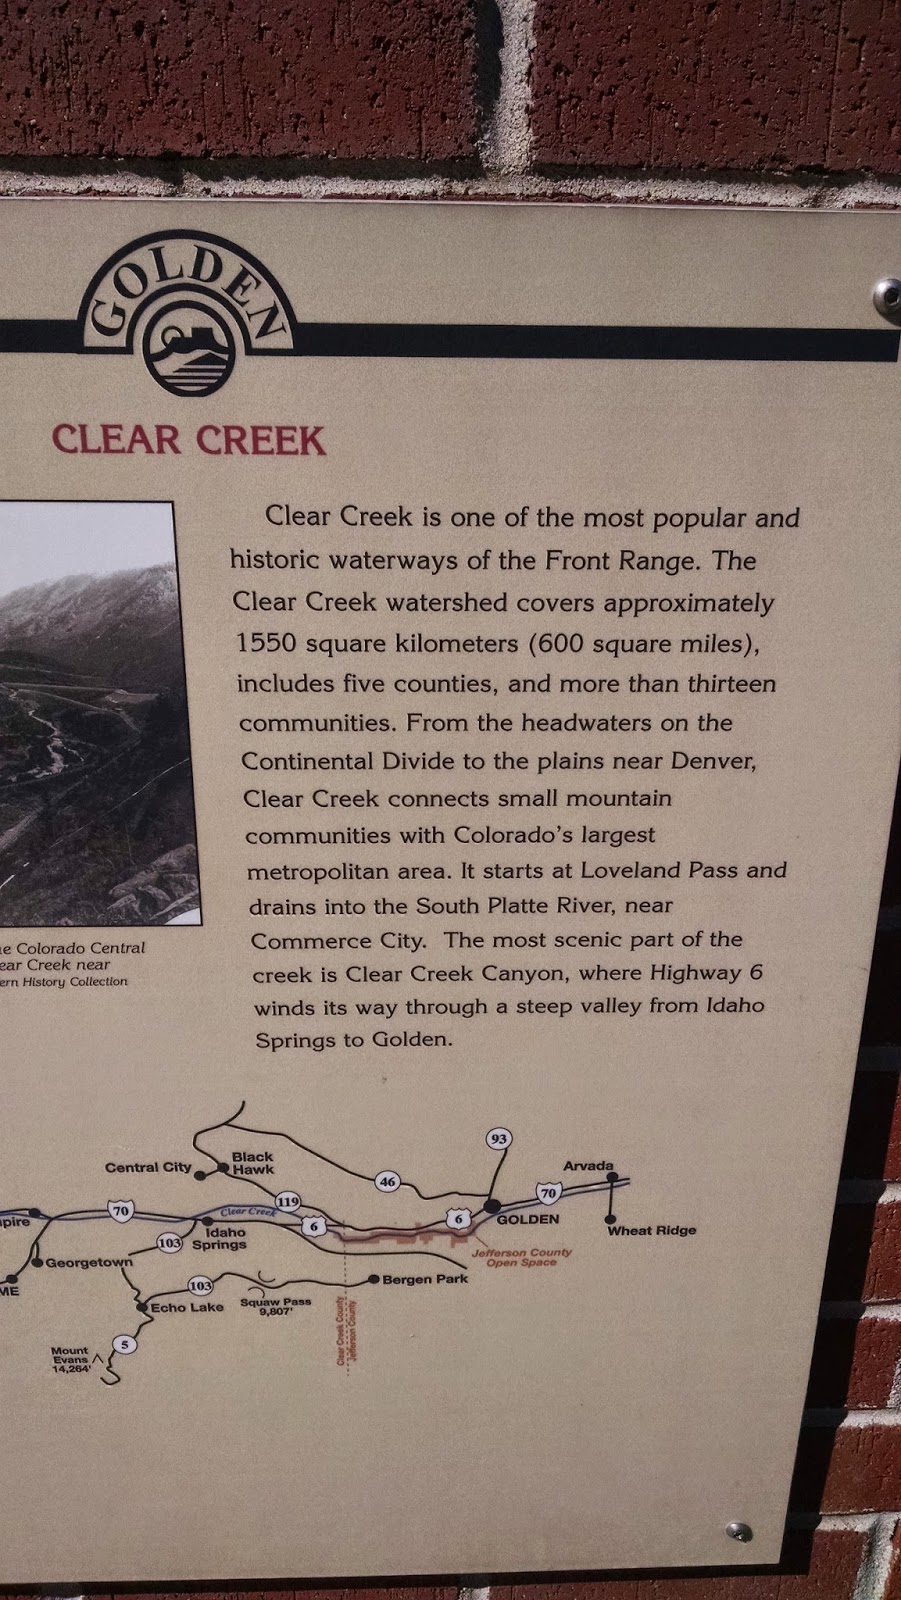 GOLDEN
CLEAR CREEK
Clear Creek is one of the most popular and
historic waterways of the Front Range. The
Clear Creek watershed covers approximately
1550 square kilometers (600 square miles),
includes five counties, and more than thirteen
communities. From the headwaters on the
Continental Divide to the plains near Denver,
Clear Creek connects small mountain
communities with Colorado's largest
metropolitan area. It starts at Loveland Pass and
drains into the South Platte River, near
Commerce City. The most scenic part of the
creek is Clear Creek Canyon, where Highway 6
winds its way through a steep valley from Idaho
Springs to Golden.
Colorado Central
Creek near
History Collection
93
Black
Hawk
Central City
Arvada
46
70
119
70
Clear Creek
6
6
GOLDEN
Wheat Ridge
Idaho
Springs
103
Georgetown
Jefferson County
Open Space
Bergen Park
103
Echo Lake
Squaw Pass
9,807'
Clear Creek County
Jefferson County
5
Mount
Evans
14,264'